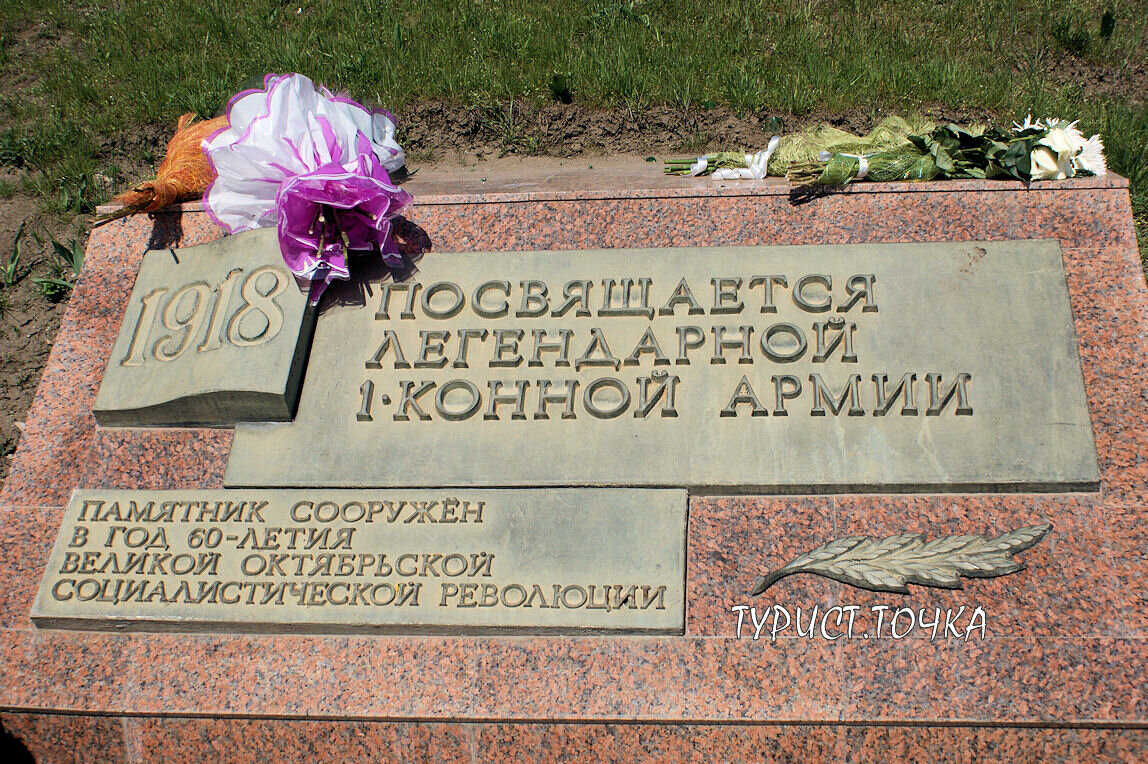 1918
ПОСВЯЩАЕТСЯ
ЛЕГЕНДАРНОЙ
1·КОННОЙ АРМИИ
ПАМЯТНИК СООРУЖЁН
В ГОД 60-ЛЕТИЯ
ВЕЛИКОЙ ОКТЯБРЬСКОЙ
СОЦИАЛИСТИЧЕСКОЙ РЕВОЛЮЦИИ
ТУРИСТ.ТОЧКА